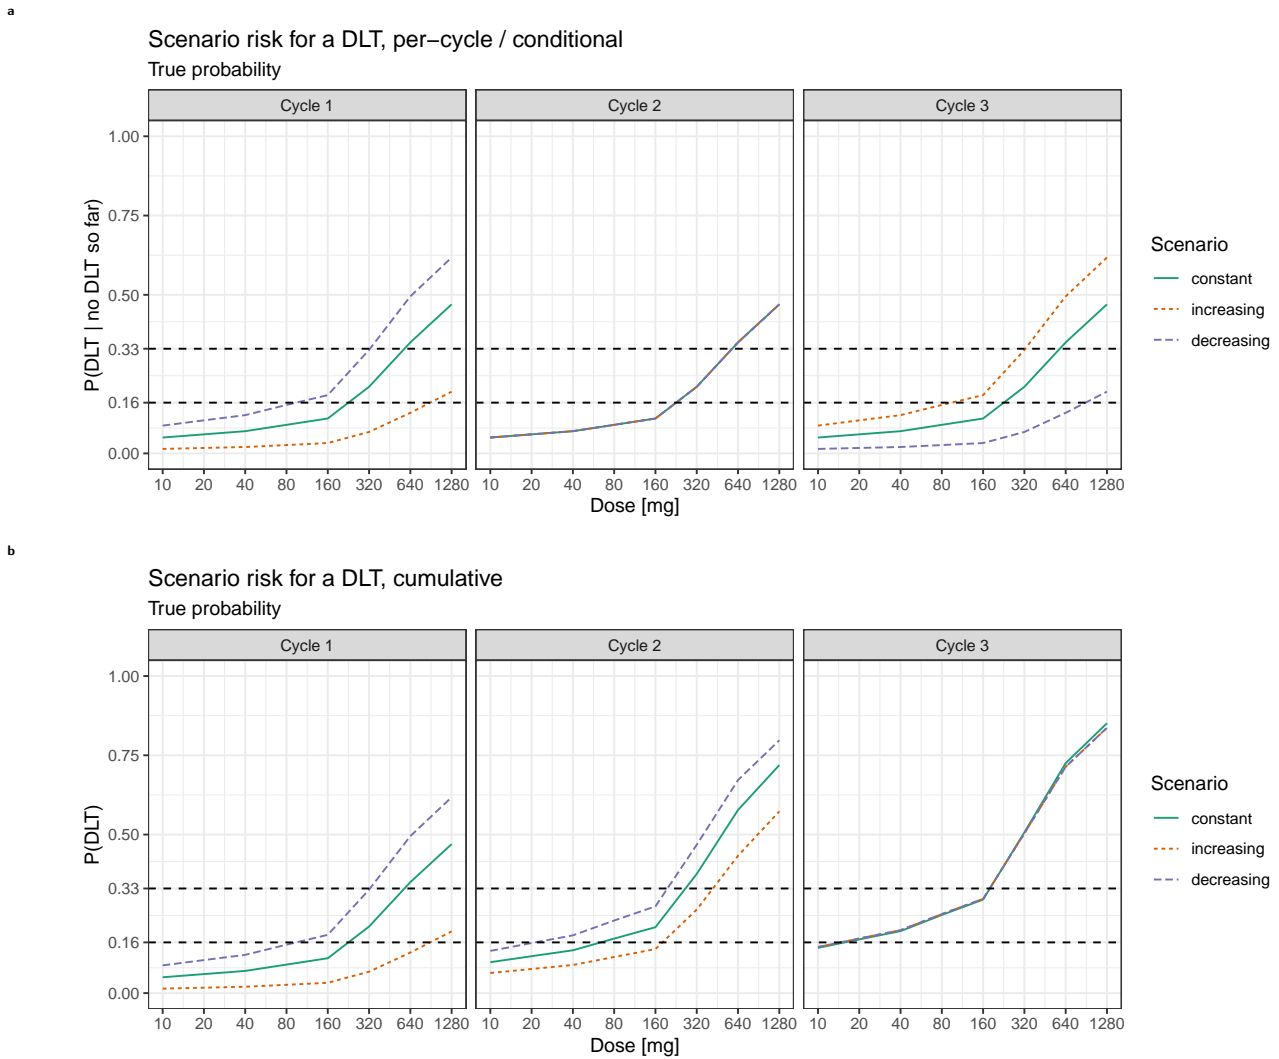 a
Scenario risk for a DLT, per−cycle / conditional
True probability
Cycle 1
Cycle 2
Cycle 3
P(DLT | no DLT so far)
1.00
0.75
0.50
0.33
0.16
0.00
10 20 40 80 160 320 640 1280
10 20 40 80 160 320 640 1280
10 20 40 80 160 320 640 1280
Dose [mg]
Scenario
constant
increasing
decreasing
b
Scenario risk for a DLT, cumulative
True probability
Cycle 1
Cycle 2
Cycle 3
P(DLT)
1.00
0.75
0.50
0.33
0.16
0.00
10 20 40 80 160 320 640 1280
10 20 40 80 160 320 640 1280
10 20 40 80 160 320 640 1280
Dose [mg]
Scenario
constant
increasing
decreasing